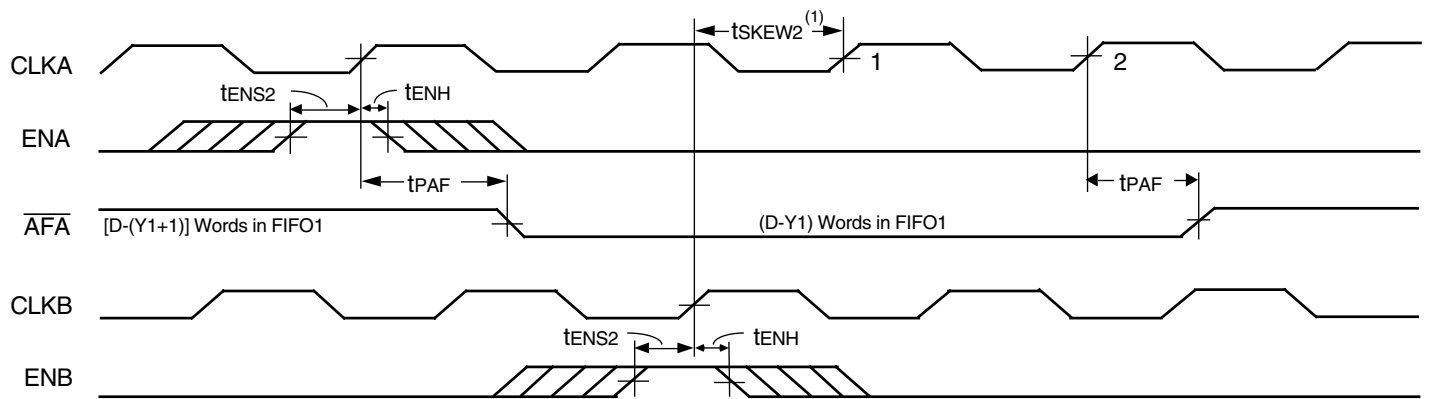 tSKEW2 (1)
CLKA
1
2
tENS2
tENH
ENA
tPAF
tPAF
AFA
[D-(Y1+1)] Words in FIFO1
(D-Y1) Words in FIFO1
CLKB
tENS2
tENH
ENB